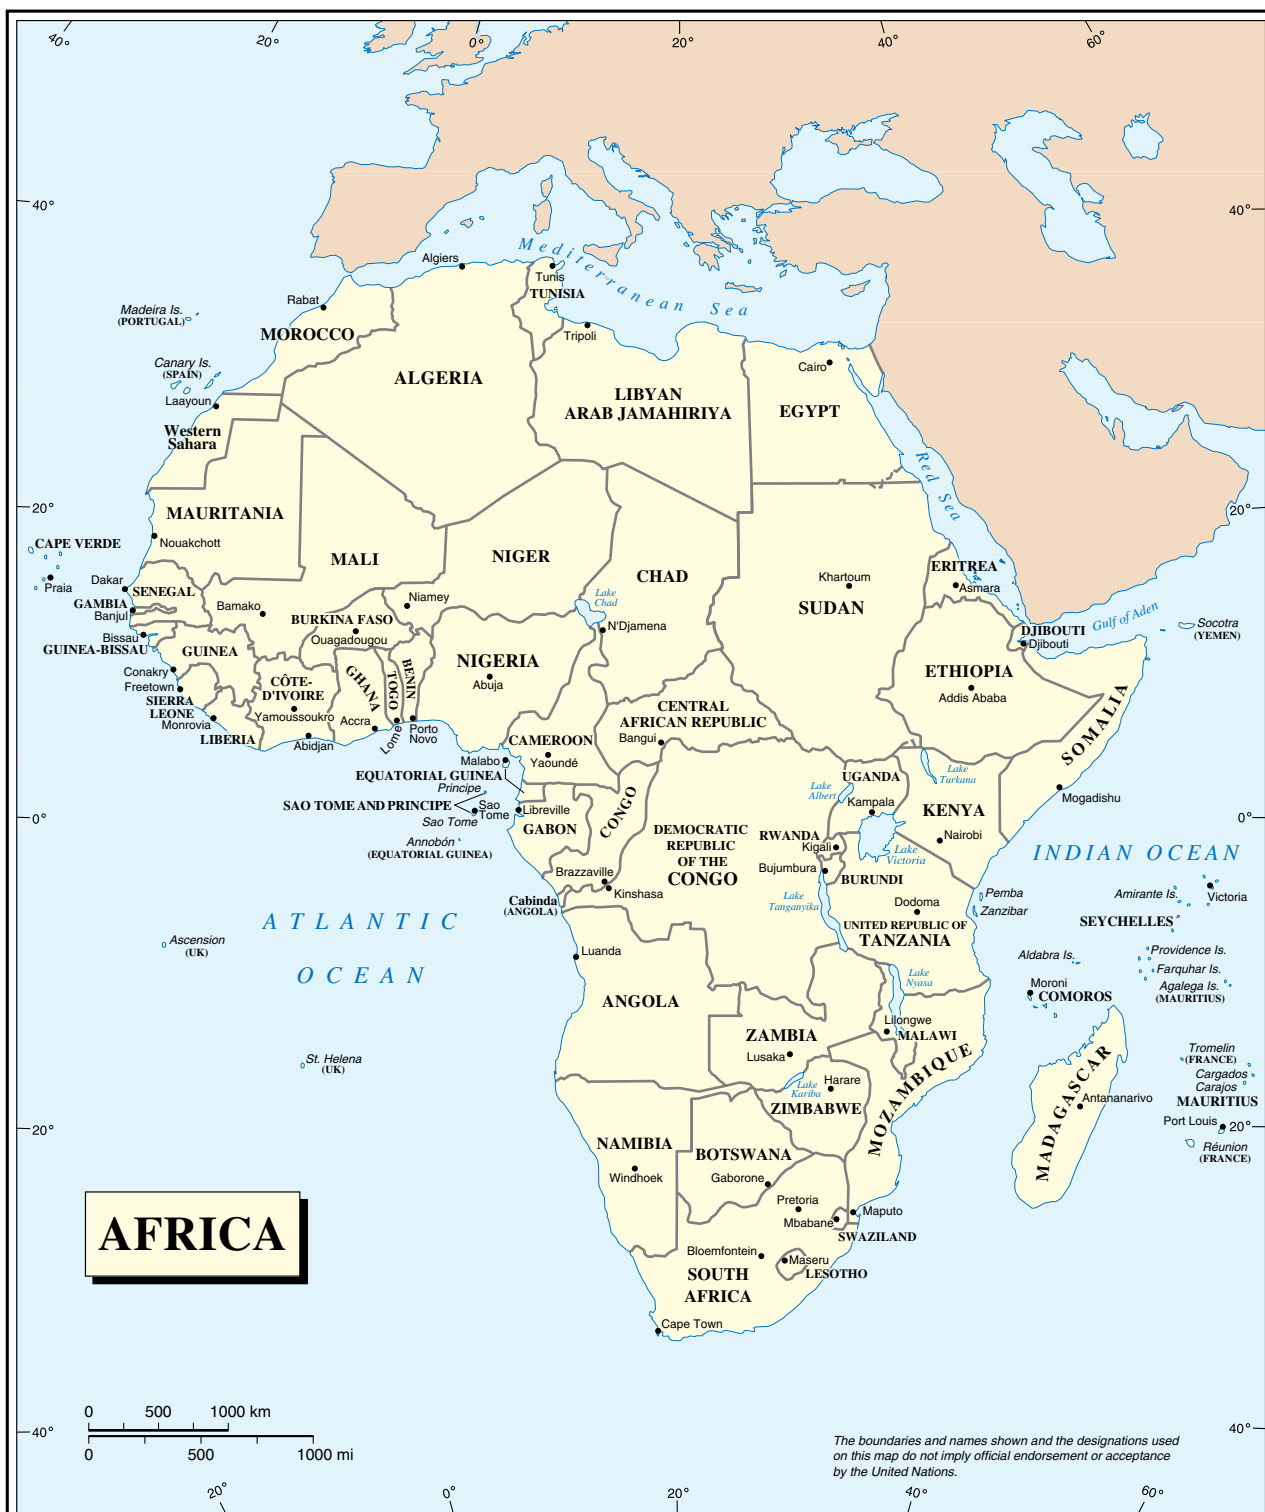 40°
20°
0°
20°
40°
60°
40°
40°
Mediterranean Sea
Algiers
Tunis
TUNISIA
Rabat
Madeira Is.
(PORTUGAL)
MOROCCO
Tripoli
Canary Is.
(SPAIN)
Cairo
ALGERIA
LIBYAN
ARAB JAMAHIRIYA
EGYPT
Laayoun
Western
Sahara
Red Sea
20°
20°
MAURITANIA
Nouakchott
CAPE VERDE
Praia
MALI
NIGER
CHAD
Khartoum
SUDAN
ERITREA
Asmara
Dakar
SENEGAL
GAMBIA
Banjul
Bamako
Niamey
Lake
Chad
N'Djamena
BURKINA FASO
Ouagadougou
Bissau
GUINEA-BISSAU
GUINEA
DJIBOUTI
Djibouti
Gulf of Aden
Socotra
(YEMEN)
NIGERIA
Abuja
ETHIOPIA
Addis Ababa
Conakry
Freetown
SIERRA
LEONE
Monrovia
LIBERIA
CÔTE-
D'IVOIRE
Yamoussoukro
Abidjan
GHANA
Accra
TOGO
Lome
BENIN
Porto
Novo
CENTRAL
AFRICAN REPUBLIC
Bangui
SOMALIA
Mogadishu
CAMEROON
Yaoundé
Malabo
EQUATORIAL GUINEA
Principe
SAO TOME AND PRINCIPE
Sao
Tome
Sao Tome
Libreville
GABON
CONGO
UGANDA
Kampala
Lake
Albert
Lake
Turkana
KENYA
Nairobi
0°
0°
Annobón
(EQUATORIAL GUINEA)
DEMOCRATIC
REPUBLIC
OF THE
CONGO
RWANDA
Kigali
Lake
Victoria
INDIAN OCEAN
Bujumbura
BURUNDI
Brazzaville
Kinshasa
Cabinda
(ANGOLA)
Lake
Tanganyika
Dodoma
UNITED REPUBLIC OF
TANZANIA
Pemba
Zanzibar
Amirante Is.
Victoria
SEYCHELLES
ATLANTIC
OCEAN
Ascension
(UK)
Luanda
Aldabra Is.
Providence Is.
Farquhar Is.
Agalega Is.
(MAURITIUS)
Lake
Nyasa
Moroni
COMOROS
ANGOLA
ZAMBIA
Lusaka
Lilongwe
MALAWI
MOZAMBIQUE
St. Helena
(UK)
Tromelin
(FRANCE)
Cargados
Carajos
MAURITIUS
Port Louis
Réunion
(FRANCE)
MADAGASCAR
Antananarivo
Lake
Kariba
Harare
ZIMBABWE
20°
20°
NAMIBIA
Windhoek
BOTSWANA
Gaborone
Pretoria
Mbabane
Maputo
SWAZILAND
AFRICA
Bloemfontein
Maseru
LESOTHO
SOUTH
AFRICA
Cape Town
0 500 1000 km
0 500 1000 mi
40°
40°
The boundaries and names shown and the designations used
on this map do not imply official endorsement or acceptance
by the United Nations.
20°
0°
20°
40°
60°